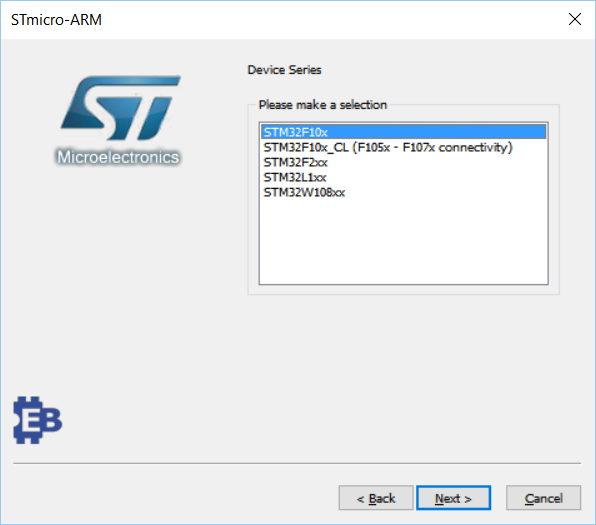 STmicro-ARM
ST
Microelectronics
Device Series
Please make a selection
STM32F10x
STM32F10x_CL (F105x - F107x connectivity)
STM32F2xx
STM32L1xx
STM32W108xx
EB
< Back
Next >
Cancel